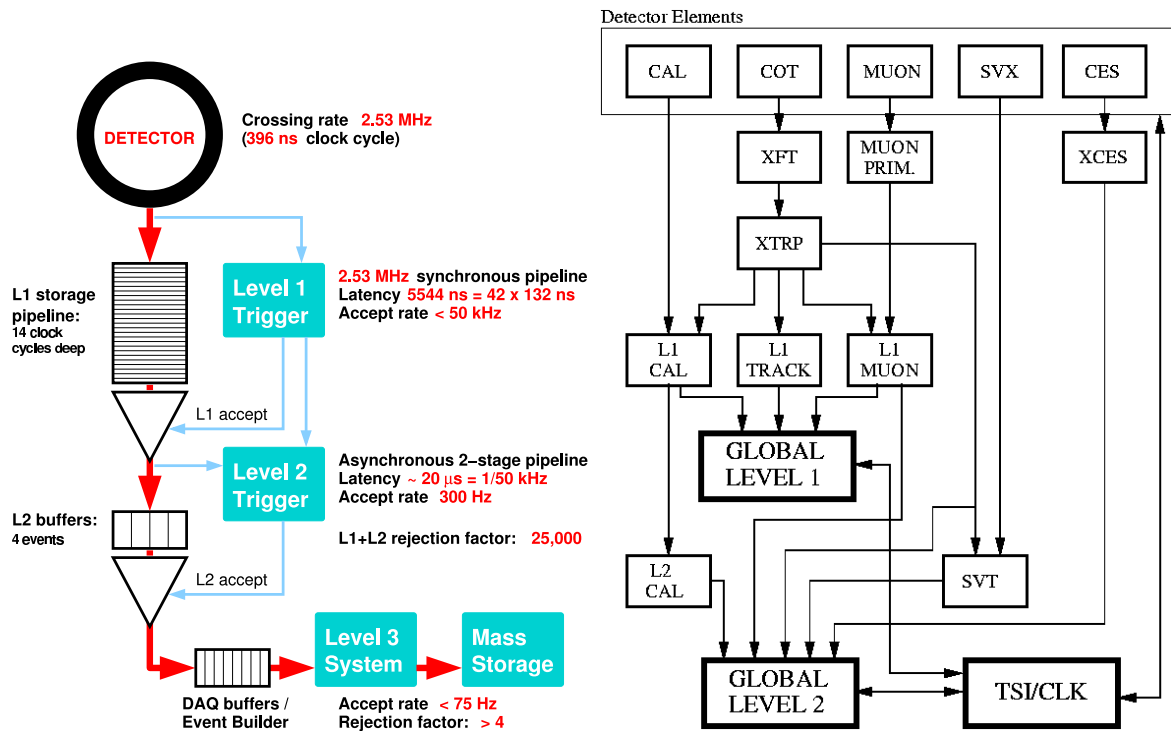 DETECTOR
Crossing rate 2.53 MHz
(396 ns clock cycle)
L1 storage
pipeline:
14 clock
cycles deep
Level 1
Trigger
2.53 MHz synchronous pipeline
Latency 5544 ns = 42 x 132 ns
Accept rate < 50 kHz
L1 accept
Level 2
Trigger
Asynchronous 2−stage pipeline
Latency ~ 20 µs = 1/50 kHz
Accept rate 300 Hz
L2 buffers:
4 events
L1+L2 rejection factor: 25,000
L2 accept
Level 3
System
Mass
Storage
DAQ buffers /
Event Builder
Accept rate < 75 Hz
Rejection factor: > 4
Detector Elements
CAL
COT
MUON
SVX
CES
XFT
MUON
PRIM.
XCES
XTRP
L1
CAL
L1
TRACK
L1
MUON
GLOBAL
LEVEL 1
L2
CAL
SVT
GLOBAL
LEVEL 2
TSI/CLK